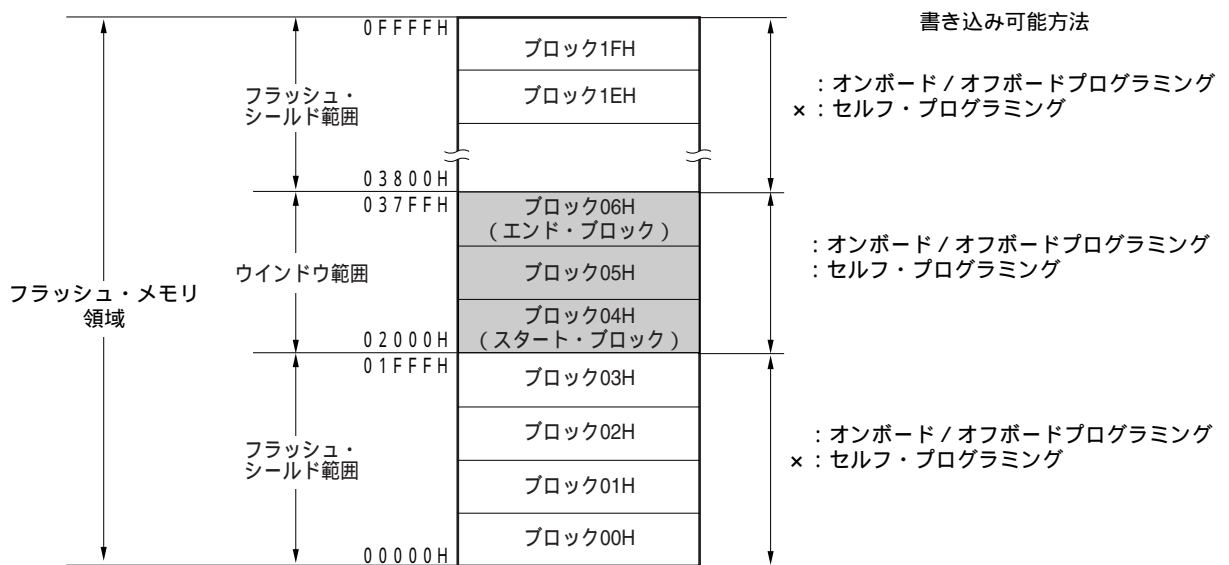 書き込み可能方法
0FFFFH
ブロック1FH
ブロック1EH
フラッシュ・
シールド範囲
：オンボード / オフボードプログラミング
×：セルフ・プログラミング
03800H
037FFH
ブロック06H
（エンド・ブロック）
ブロック05H
ブロック04H
（スタート・ブロック）
ウインドウ範囲
：オンボード / オフボードプログラミング
：セルフ・プログラミング
フラッシュ・メモリ
領域
02000H
01FFFH
ブロック03H
ブロック02H
ブロック01H
ブロック00H
フラッシュ・
シールド範囲
：オンボード / オフボードプログラミング
×：セルフ・プログラミング
00000H